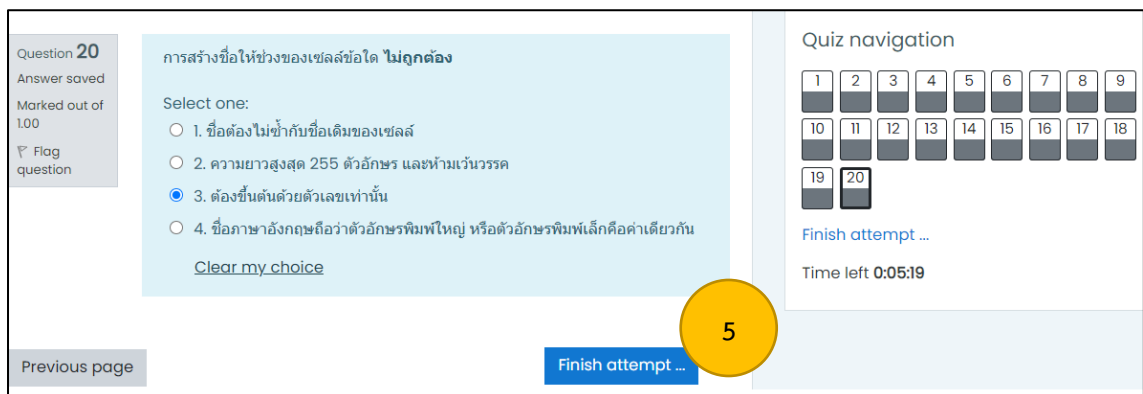 Question 20
Answer saved
Marked out of
1.00
Flag
question
การสร้างชื่อให้ช่วงของเซลล์ข้อใด ไม่ถูกต้อง
Select one:
1. ชื่อต้องไม่ซ้ำกับชื่อเดิมของเซลล์
2. ความยาวสูงสุด 255 ตัวอักษร และห้ามเว้นวรรค
3. ต้องขึ้นต้นด้วยตัวเลขเท่านั้น
4. ชื่อภาษาอังกฤษถือว่าตัวอักษรพิมพ์ใหญ่ หรือตัวอักษรพิมพ์เล็กคือค่าเดียวกัน
Clear my choice
Previous page
Finish attempt ...
5
Quiz navigation
1 2 3 4 5 6 7 8 9
10 11 12 13 14 15 16 17 18
19 20
Finish attempt ...
Time left 0:05:19